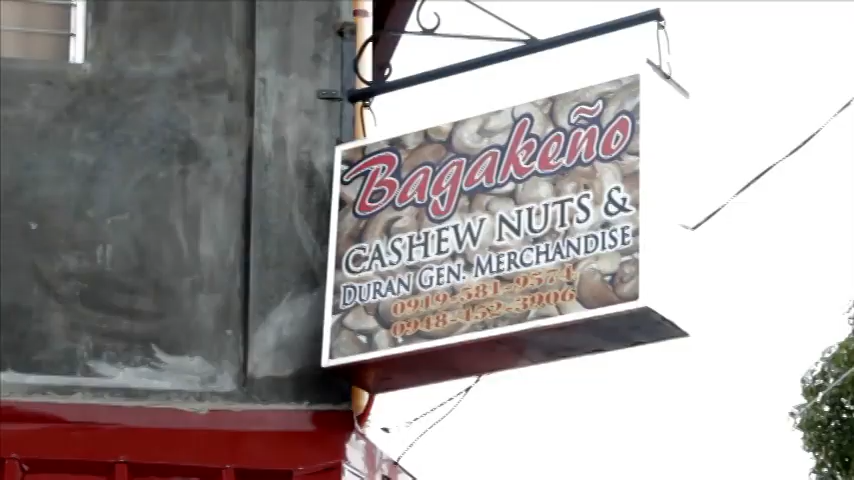 Bagakeño
CASHEW NUTS &
DURAN GEN. MERCHANDISE
0919-581-9574
0948-452-3906